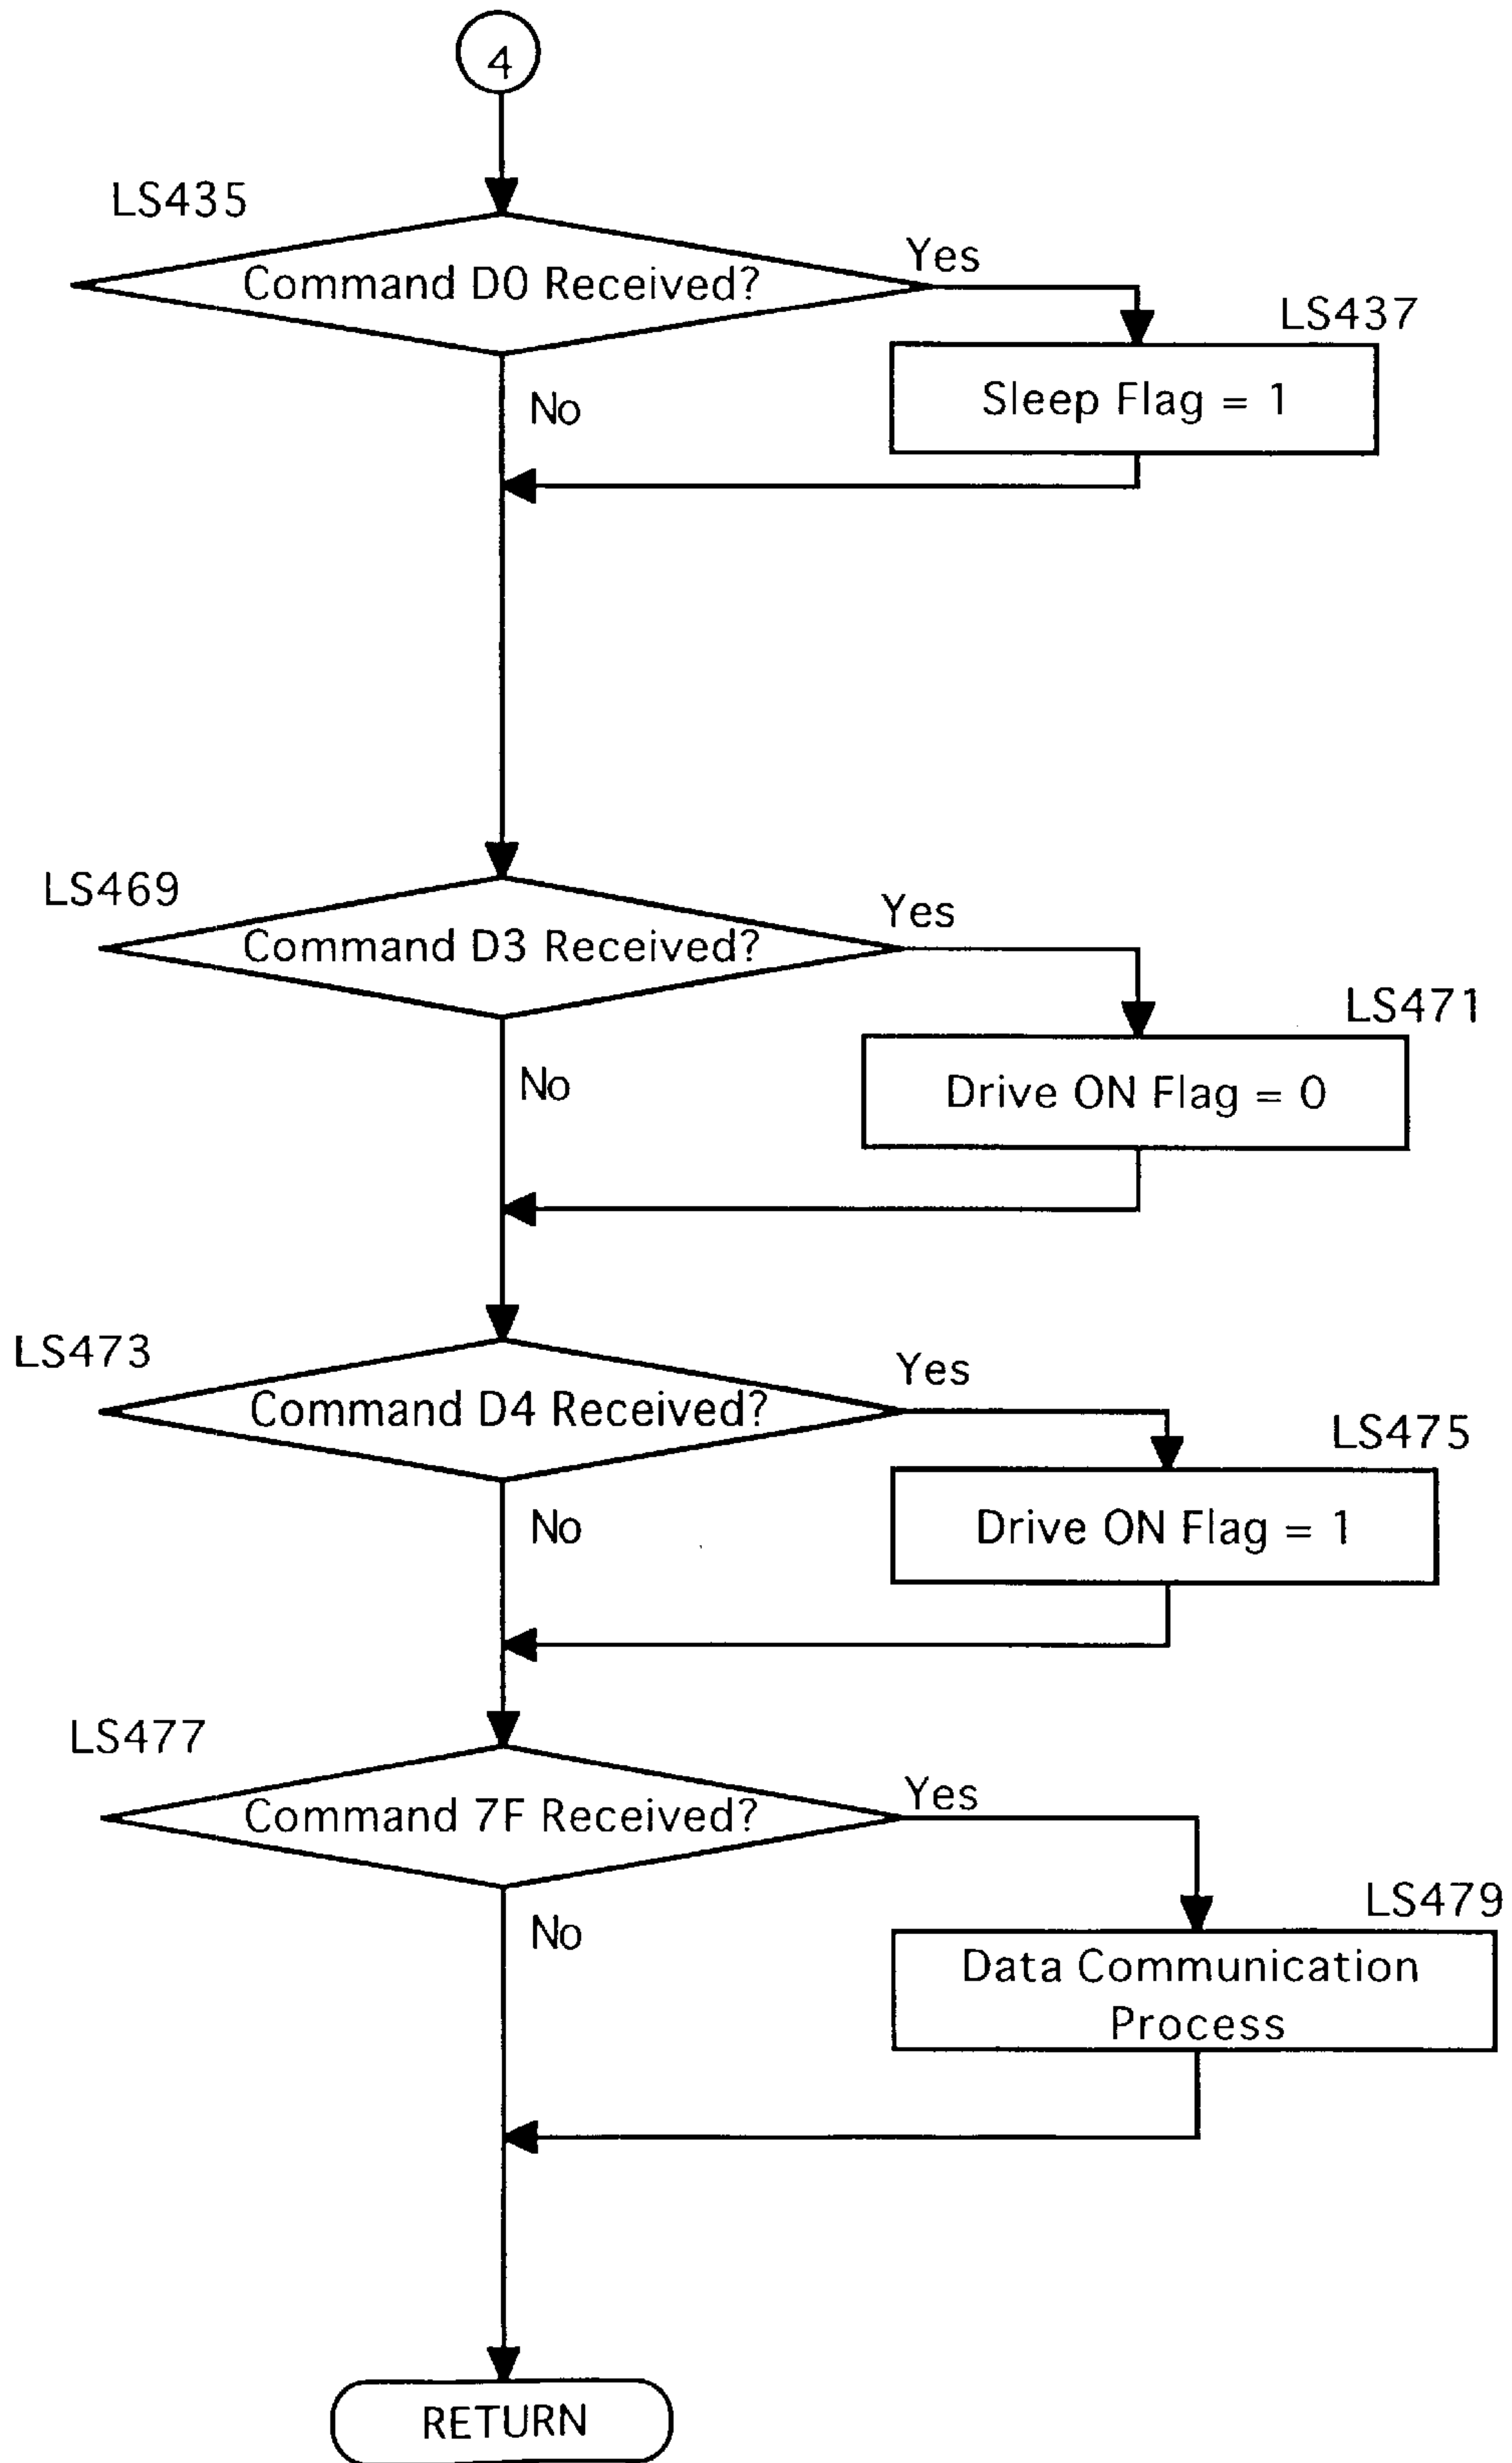 4
LS435
Command D0 Received?
Yes
LS437
Sleep Flag = 1
No
LS469
Command D3 Received?
Yes
LS471
Drive ON Flag = 0
No
LS473
Command D4 Received?
Yes
LS475
Drive ON Flag = 1
No
LS477
Command 7F Received?
Yes
LS479
Data Communication
Process
No
RETURN